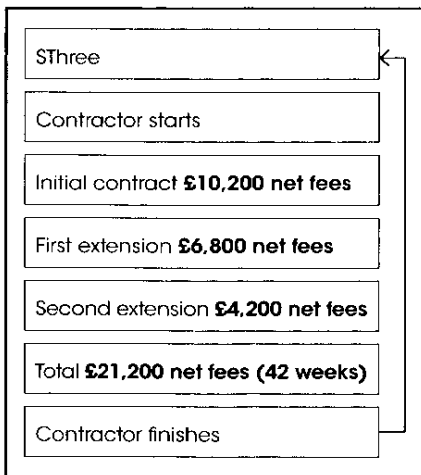 SThree
Contractor starts
Initial contract £10,200 net fees
First extension £6,800 net fees
Second extension £4,200 net fees
Total £21,200 net fees (42 weeks)
Contractor finishes